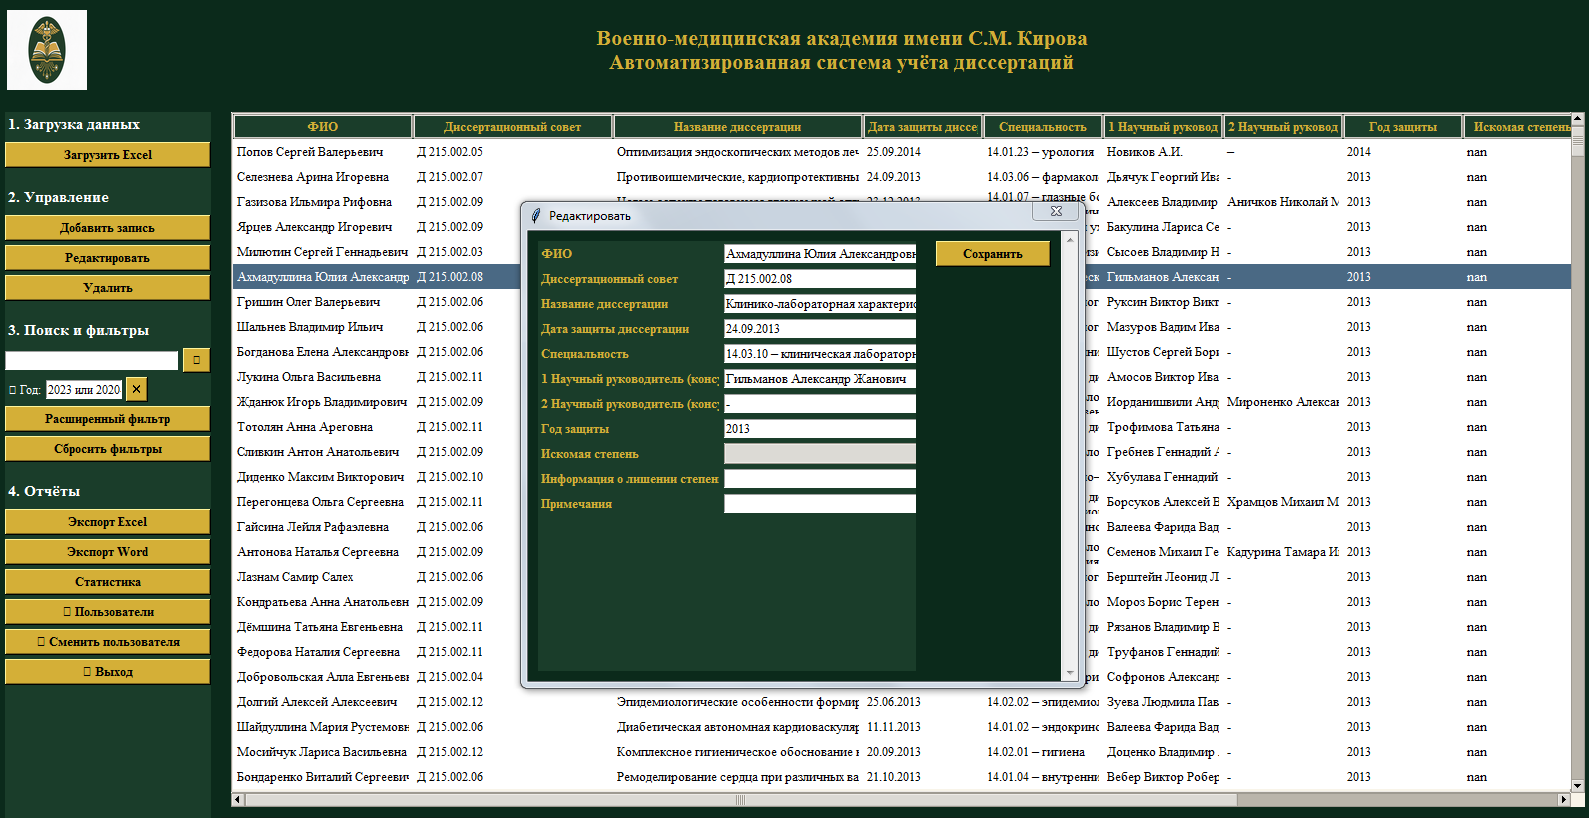 Военно-медицинская академия имени С.М. Кирова
Автоматизированная система учёта диссертаций
1. Загрузка данных
Загрузить Excel
2. Управление
Добавить запись
Редактировать
Удалить
3. Поиск и фильтры
Год: 2023 или 2020
Расширенный фильтр
Сбросить фильтры
4. Отчёты
Экспорт Excel
Экспорт Word
Статистика
Пользователи
Сменить пользователя
Выход
ФИО Диссертационный совет Название диссертации Дата защиты диссе Специальность 1 Научный руковод 2 Научный руковод Год защиты Искомая степень
Попов Сергей Валерьевич Д 215.002.05 Оптимизация эндоскопических методов леч 25.09.2014 14.01.23 – урология Новиков А.И. – 2014 nan
Селезнева Арина Игоревна Д 215.002.07 Противоишемические, кардиопротективны 24.09.2013 14.03.06 – фармакол Дьячук Георгий Ива - 2013 nan
Газизова Ильмира Рифовна Д 215.002.09 14.01.07 – глазные бо Алексеев Владимир Аничков Николай М 2013 nan
Ярцев Александр Игоревич Д 215.002.09 Бакулина Лариса Се - 2013 nan
Милютин Сергей Геннадьевич Д 215.002.03 Сысоев Владимир Н - 2013 nan
Ахмадуллина Юлия Александр Д 215.002.08 Гильманов Алексан - 2013 nan
Гришин Олег Валерьевич Д 215.002.06 Руксин Виктор Викт - 2013 nan
Шальнев Владимир Ильич Д 215.002.06 Мазуров Вадим Ива - 2013 nan
Богданова Елена Александровн Д 215.002.06 Шустов Сергей Бори - 2013 nan
Лукина Ольга Васильевна Д 215.002.11 Амосов Виктор Ива - 2013 nan
Жданюк Игорь Владимирович Д 215.002.09 Иорданишвили Анд Мироненко Алекса 2013 nan
Тотолян Анна Ареговна Д 215.002.11 Трофимова Татьяна - 2013 nan
Сливкин Антон Анатольевич Д 215.002.09 Гребнев Геннадий А - 2013 nan
Диденко Максим Викторович Д 215.002.10 Хубулава Геннадий - 2013 nan
Перегонцева Ольга Сергеевна Д 215.002.11 Борсуков Алексей В Храмцов Михаил М 2013 nan
Гайсина Лейля Рафаэлевна Д 215.002.06 Валеева Фарида Вад - 2013 nan
Антонова Наталья Сергеевна Д 215.002.09 Семенов Михаил Ге Кадурина Тамара И 2013 nan
Лазнам Самир Салех Д 215.002.06 Берштейн Леонид Л - 2013 nan
Кондратьева Анна Анатольевн Д 215.002.09 Мороз Борис Терен - 2013 nan
Дёмшина Татьяна Евгеньевна Д 215.002.11 Рязанов Владимир В - 2013 nan
Федорова Наталия Сергеевна Д 215.002.11 Труфанов Геннадий - 2013 nan
Добровольская Алла Евгеньевн Д 215.002.04 Софронов Александ - 2013 nan
Долгий Алексей Алексеевич Д 215.002.12 Эпидемиологические особенности формир 25.06.2013 14.02.02 – эпидемиол Зуева Людмила Пав - 2013 nan
Шайдуллина Мария Рустемовн Д 215.002.06 Диабетическая автономная кардиоваскуляр 11.11.2013 14.01.02 – эндокрино Валеева Фарида Вад - 2013 nan
Мосийчук Лариса Васильевна Д 215.002.12 Комплексное гигиеническое обоснование 20.09.2013 14.02.01 – гигиена Доценко Владимир - 2013 nan
Бондаренко Виталий Сергеевич Д 215.002.06 Ремоделирование сердца при различных ва 21.10.2013 14.01.04 – внутренни Вебер Виктор Робер - 2013 nan
Редактировать
ФИО Ахмадуллина Юлия Александровн
Сохранить
Диссертационный совет Д 215.002.08
Название диссертации Клинико-лабораторная характерис
Дата защиты диссертации 24.09.2013
Специальность 14.03.10 – клиническая лабораторн
1 Научный руководитель (конс Гильманов Александр Жанович
2 Научный руководитель (конс -
Год защиты 2013
Искомая степень
Информация о лишении степен
Примечания